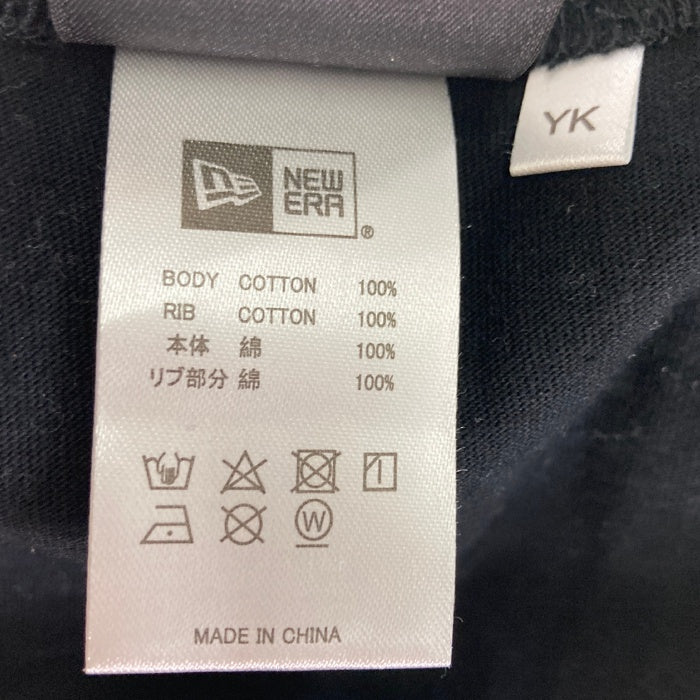 YK
NEW
ERA
®
BODY COTTON 100%
RIB COTTON 100%
本体 綿 100%
リブ部分 綿 100%
W
MADE IN CHINA